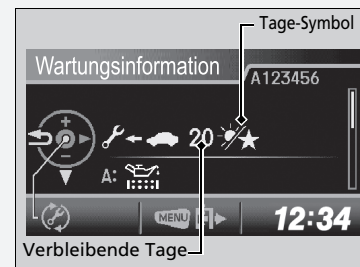 Tage-Symbol
Wartungsinformation
A123456
20
A:
MENU
12:34
Verbleibende Tage